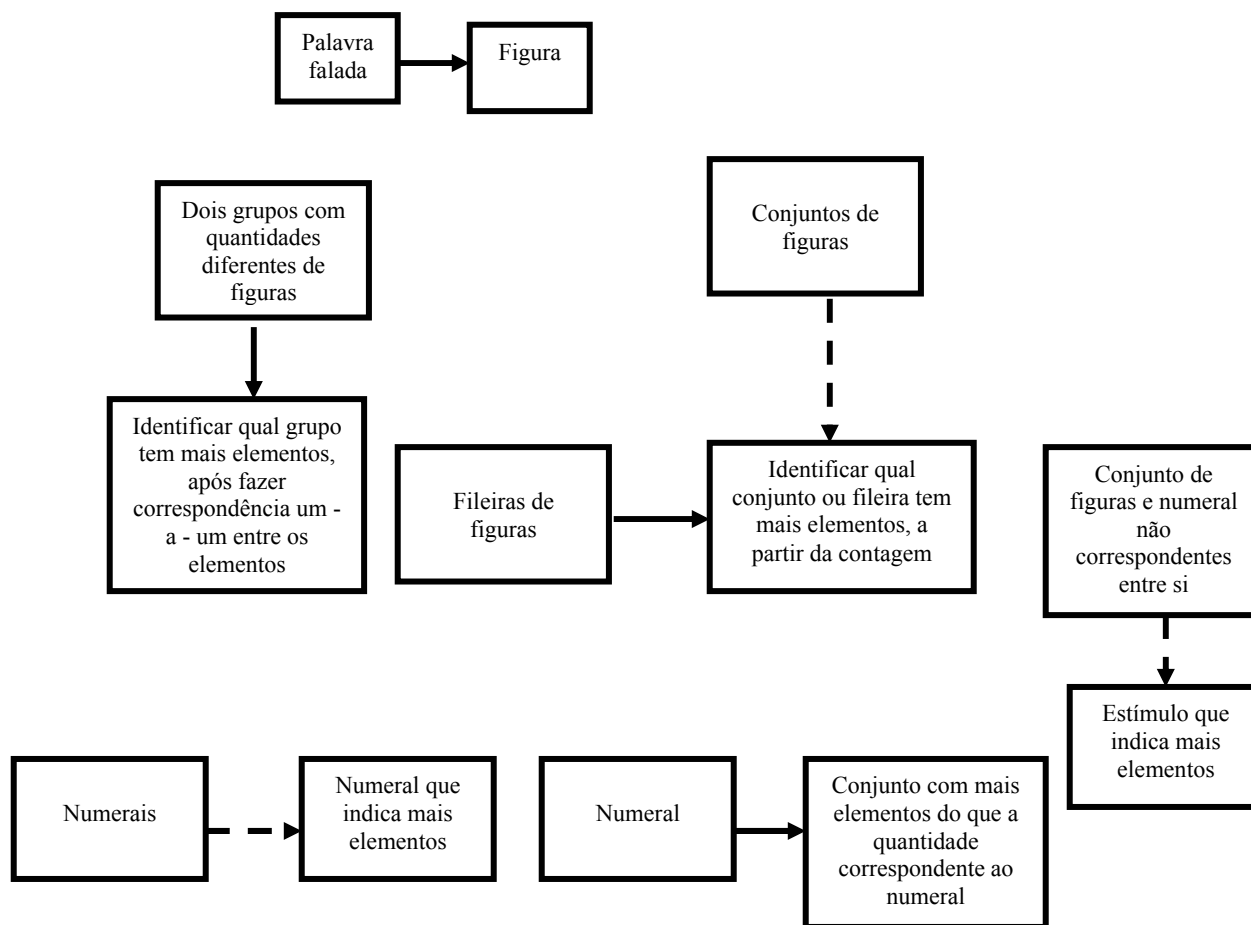 Palavra
falada
Figura
Dois grupos com
quantidades
diferentes de
figuras
Conjuntos de
figuras
Identificar qual grupo
tem mais elementos,
após fazer
correspondência um -
a - um entre os
elementos
Fileiras de
figuras
Identificar qual
conjunto ou fileira tem
mais elementos, a
partir da contagem
Conjunto de
figuras e numeral
não
correspondentes
entre si
Estímulo que
indica mais
elementos
Numerais
Numeral que
indica mais
elementos
Numeral
Conjunto com mais
elementos do que a
quantidade
correspondente ao
numeral